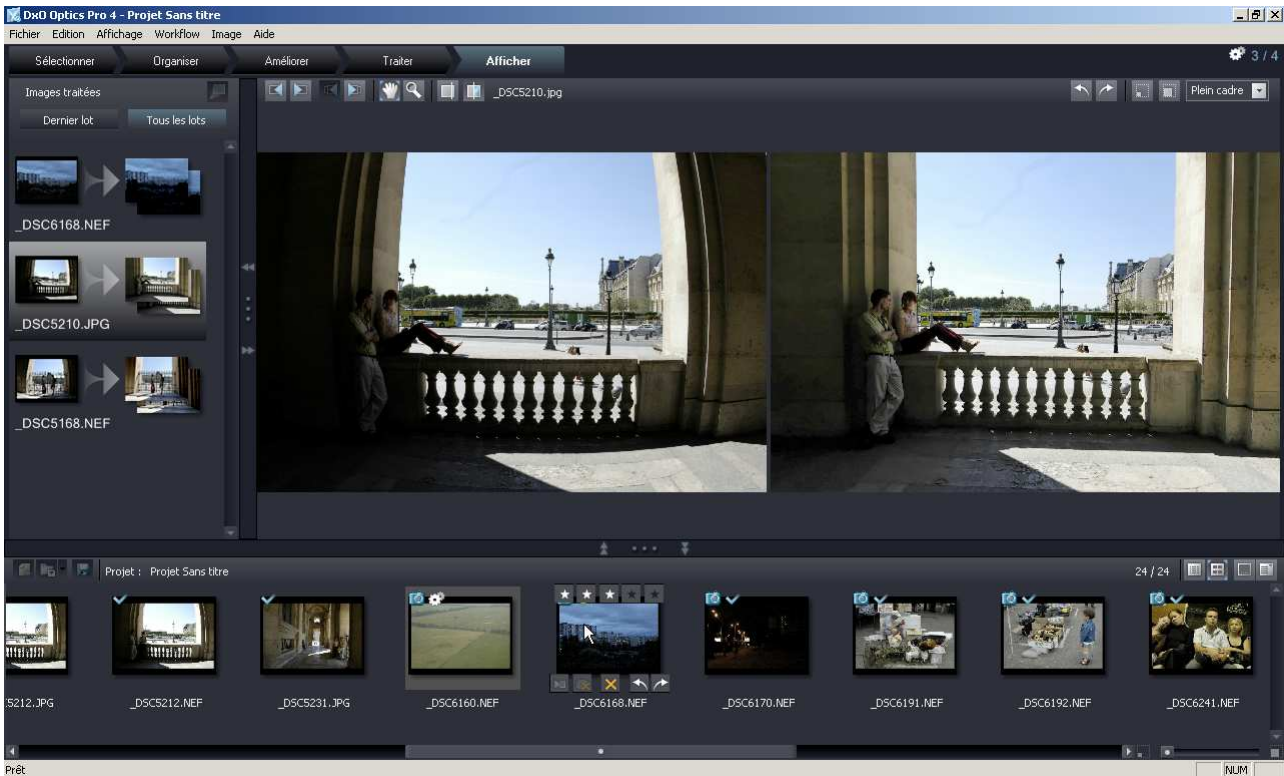 DxO Optics Pro 4 - Projet Sans titre
Fichier Edition Affichage Workflow Image Aide
Sélectionner Organiser Améliorer Traiter Afficher 3 / 4
Images traitées
_DSC5210.jpg
Plein cadre
Dernier lot Tous les lots
_DSC6168.NEF
_DSC5210.JPG
_DSC5168.NEF
Projet : Projet Sans titre
24 / 24
5212.JPG _DSC5212.NEF _DSC5231.JPG _DSC6160.NEF _DSC6168.NEF _DSC6170.NEF _DSC6191.NEF _DSC6192.NEF _DSC6241.NEF
Prêt
NUM